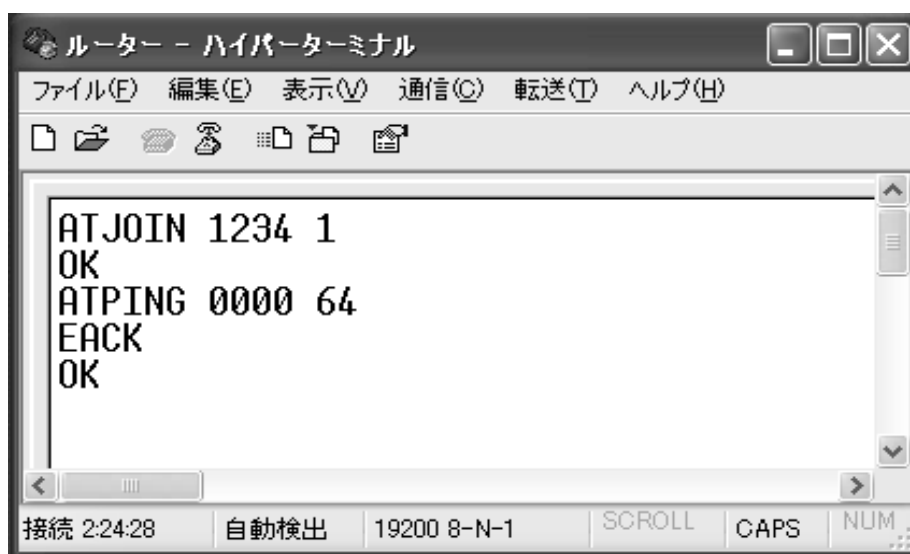 ルーター - ハイパーターミナル
ファイル(F) 編集(E) 表示(V) 通信(C) 転送(T) ヘルプ(H)
ATJOIN 1234 1
OK
ATPING 0000 64
EACK
OK
接続 2:24:28 自動検出 19200 8-N-1 SCROLL CAPS NUM